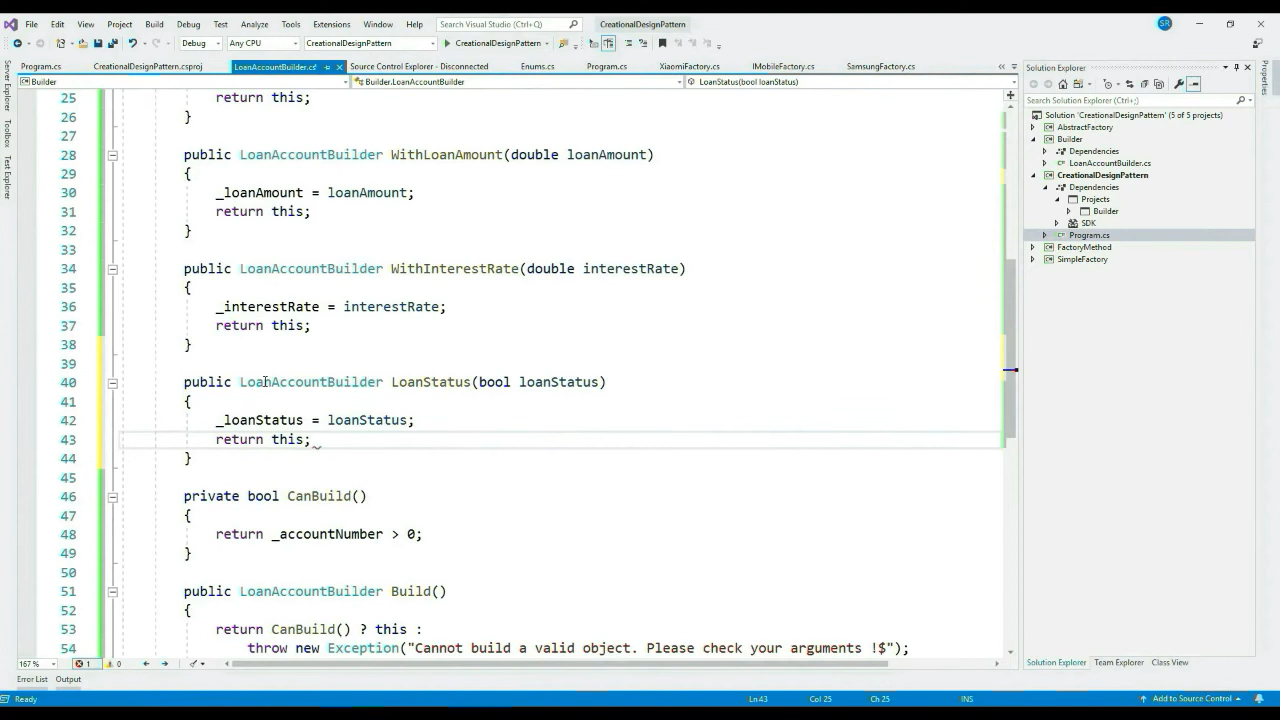 File Edit View Project Build Debug Test Analyze Tools Extensions Window Help Search Visual Studio (Ctrl+Q) CreationalDesignPattern SR
Debug Any CPU CreationalDesignPattern CreationalDesignPattern
Program.cs CreationalDesignPattern.csproj LoanAccountBuilder.cs* Source Control Explorer - Disconnected Enums.cs Program.cs XiaomiFactory.cs IMobileFactory.cs SamsungFactory.cs
Builder Builder.LoanAccountBuilder LoanStatus(bool loanStatus)
25 return this;
26 }
27
28 public LoanAccountBuilder WithLoanAmount(double loanAmount)
29 {
30 _loanAmount = loanAmount;
31 return this;
32 }
33
34 public LoanAccountBuilder WithInterestRate(double interestRate)
35 {
36 _interestRate = interestRate;
37 return this;
38 }
39
40 public LoanAccountBuilder LoanStatus(bool loanStatus)
41 {
42 _loanStatus = loanStatus;
43 return this;
44 }
45
46 private bool CanBuild()
47 {
48 return _accountNumber > 0;
49 }
50
51 public LoanAccountBuilder Build()
52 {
53 return CanBuild() ? this :
54 throw new Exception("Cannot build a valid object. Please check your arguments !$");
167 % 1 0
Error List Output
Ready Ln 43 Col 25 Ch 25 INS Add to Source Control
Server Explorer
Toolbox
Test Explorer
Solution Explorer
Search Solution Explorer (Ctrl+;)
Solution 'CreationalDesignPattern' (5 of 5 projects)
AbstractFactory
Builder
Dependencies
LoanAccountBuilder.cs
CreationalDesignPattern
Dependencies
Projects
Builder
SDK
Program.cs
FactoryMethod
SimpleFactory
Solution Explorer Team Explorer Class View
Properties